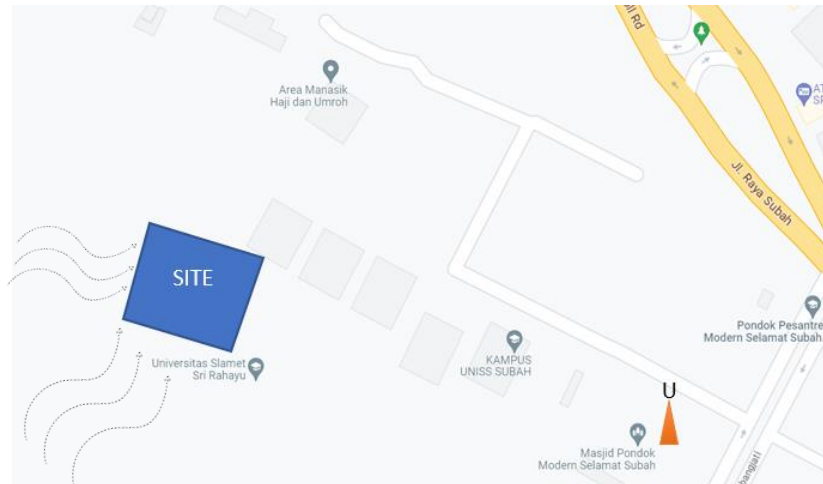 Area Manasik
Haji dan Umroh
Jl. Raya Subah
SITE
Universitas Slamet
Sri Rahayu
KAMPUS
UNISS SUBAH
Pondok Pesantre
Modern Selamat Subah
U
Masjid Pondok
Modern Selamat Subah